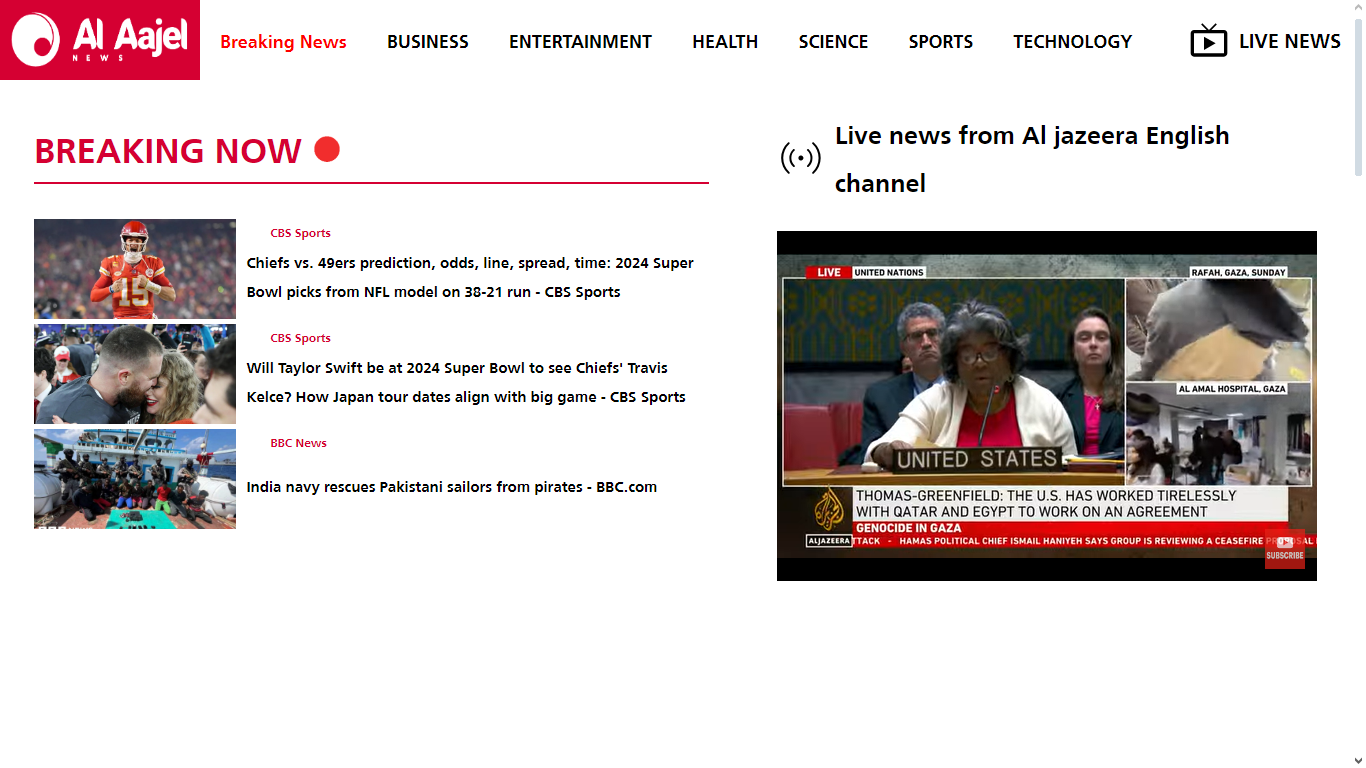 Al Aajel
NEWS
Breaking News
BUSINESS
ENTERTAINMENT
HEALTH
SCIENCE
SPORTS
TECHNOLOGY
LIVE NEWS
BREAKING NOW
CBS Sports
Chiefs vs. 49ers prediction, odds, line, spread, time: 2024 Super
Bowl picks from NFL model on 38-21 run - CBS Sports
15
CBS Sports
Will Taylor Swift be at 2024 Super Bowl to see Chiefs' Travis
Kelce? How Japan tour dates align with big game - CBS Sports
BBC News
India navy rescues Pakistani sailors from pirates - BBC.com
Live news from Al jazeera English
channel
LIVE
UNITED NATIONS
RAFAH, GAZA, SUNDAY
AL AMAL HOSPITAL, GAZA
UNITED STATES
THOMAS-GREENFIELD: THE U.S. HAS WORKED TIRELESSLY
WITH QATAR AND EGYPT TO WORK ON AN AGREEMENT
GENOCIDE IN GAZA
ALJAZEERA
TTACK - HAMAS POLITICAL CHIEF ISMAIL HANIYEH SAYS GROUP IS REVIEWING A CEASEFIRE PROPOSAL
SUBSCRIBE